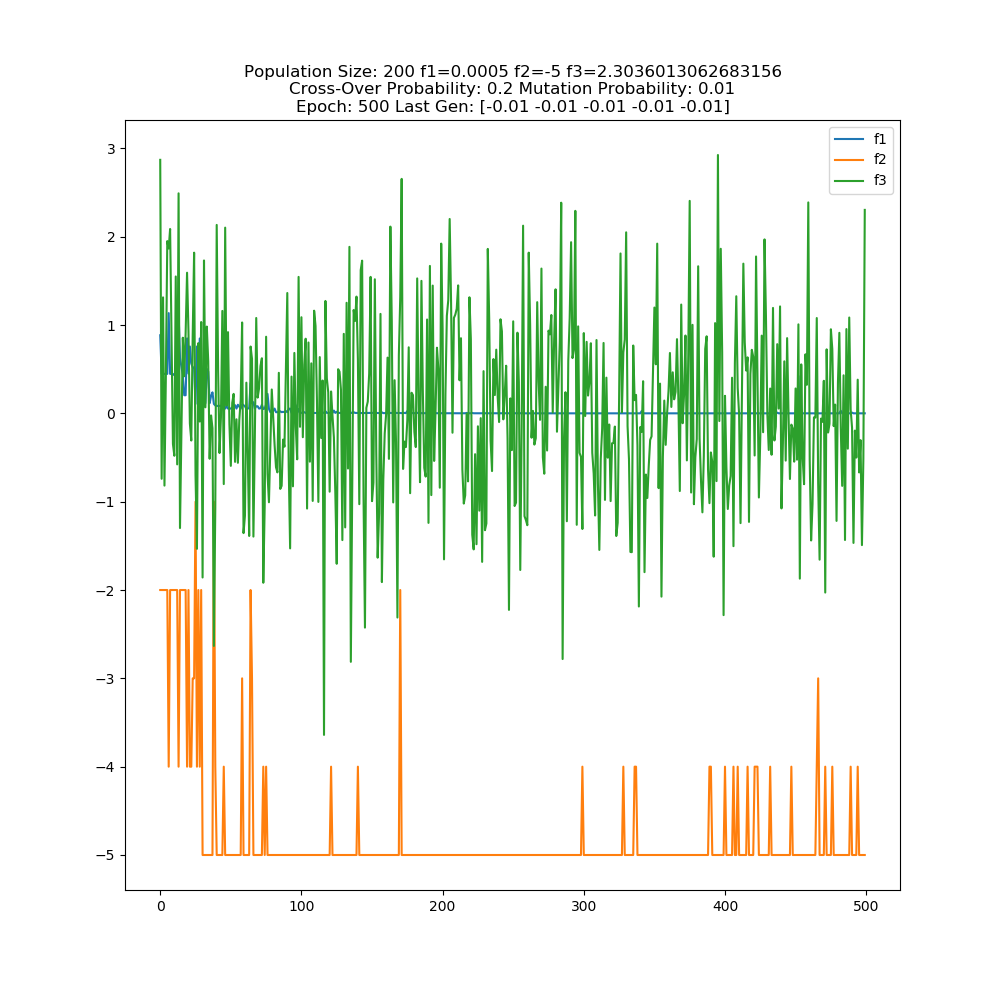 Population Size: 200 f1=0.0005 f2=-5 f3=2.3036013062683156
Cross-Over Probability: 0.2 Mutation Probability: 0.01
Epoch: 500 Last Gen: [-0.01 -0.01 -0.01 -0.01 -0.01]
f1
f2
f3
3
2
1
0
−1
−2
−3
−4
−5
0
100
200
300
400
500